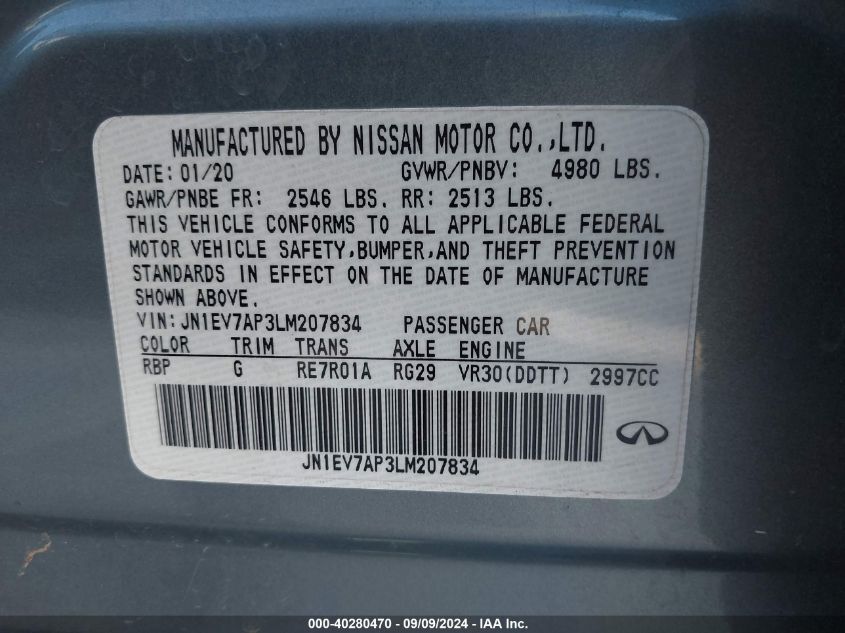 MANUFACTURED BY NISSAN MOTOR CO.,LTD.
DATE: 01/20 GVWR/PNBV: 4980 LBS.
GAWR/PNBE FR: 2546 LBS. RR: 2513 LBS.
THIS VEHICLE CONFORMS TO ALL APPLICABLE FEDERAL
MOTOR VEHICLE SAFETY,BUMPER,AND THEFT PREVENTION
STANDARDS IN EFFECT ON THE DATE OF MANUFACTURE
SHOWN ABOVE.
VIN:JN1EV7AP3LM207834 PASSENGER CAR
COLOR TRIM TRANS AXLE ENGINE
RBP G RE7R01A RG29 VR30(DDTT) 2997CC
JN1EV7AP3LM207834
000-40280470 - 09/09/2024 - IAA Inc.